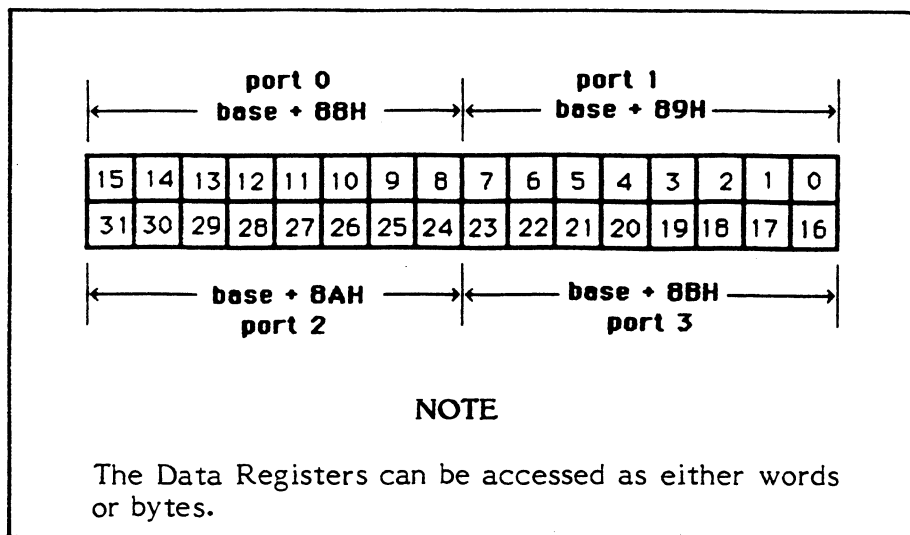 port 0 port 1
base + 88H base + 89H
15 14 13 12 11 10 9 8 7 6 5 4 3 2 1 0
31 30 29 28 27 26 25 24 23 22 21 20 19 18 17 16
base + 8AH base + 8BH
port 2 port 3
NOTE
The Data Registers can be accessed as either words
or bytes.